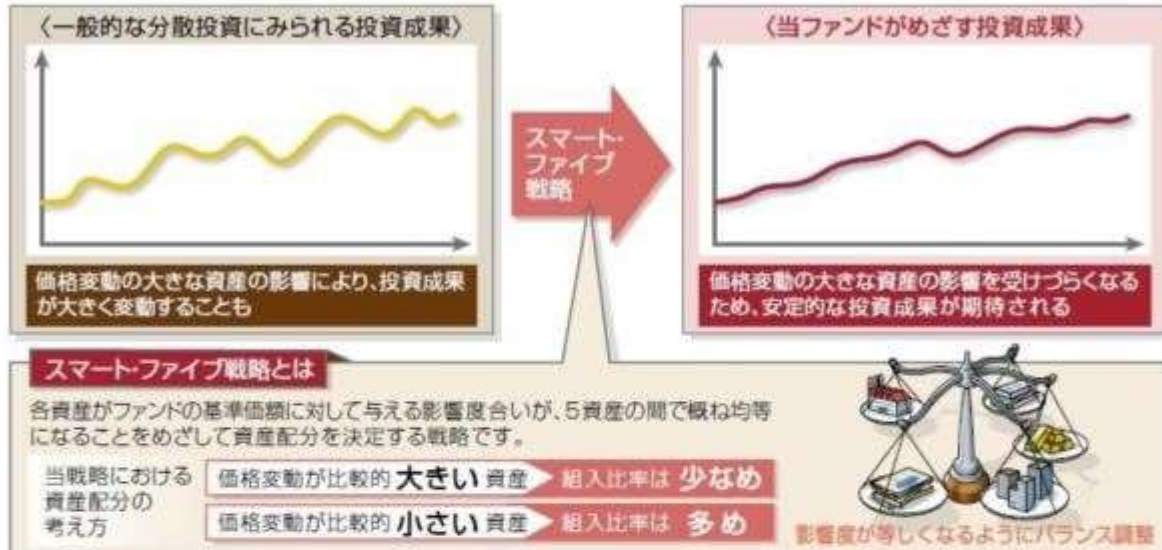 〈一般的な分散投資にみられる投資成果〉
価格変動の大きな資産の影響により、投資成果
が大きく変動することも
スマート・
ファイブ
戦略
〈当ファンドがめざす投資成果〉
価格変動の大きな資産の影響を受けづらくなる
ため、安定的な投資成果が期待される
スマート・ファイブ戦略とは
各資産がファンドの基準価額に対して与える影響度合いが、5資産の間で概ね均等
になることをめざして資産配分を決定する戦略です。
当戦略における
資産配分の
考え方
価格変動が比較的 大きい 資産 組入比率は 少なめ
価格変動が比較的 小さい 資産 組入比率は 多め
影響度が等しくなるようにバランス調整